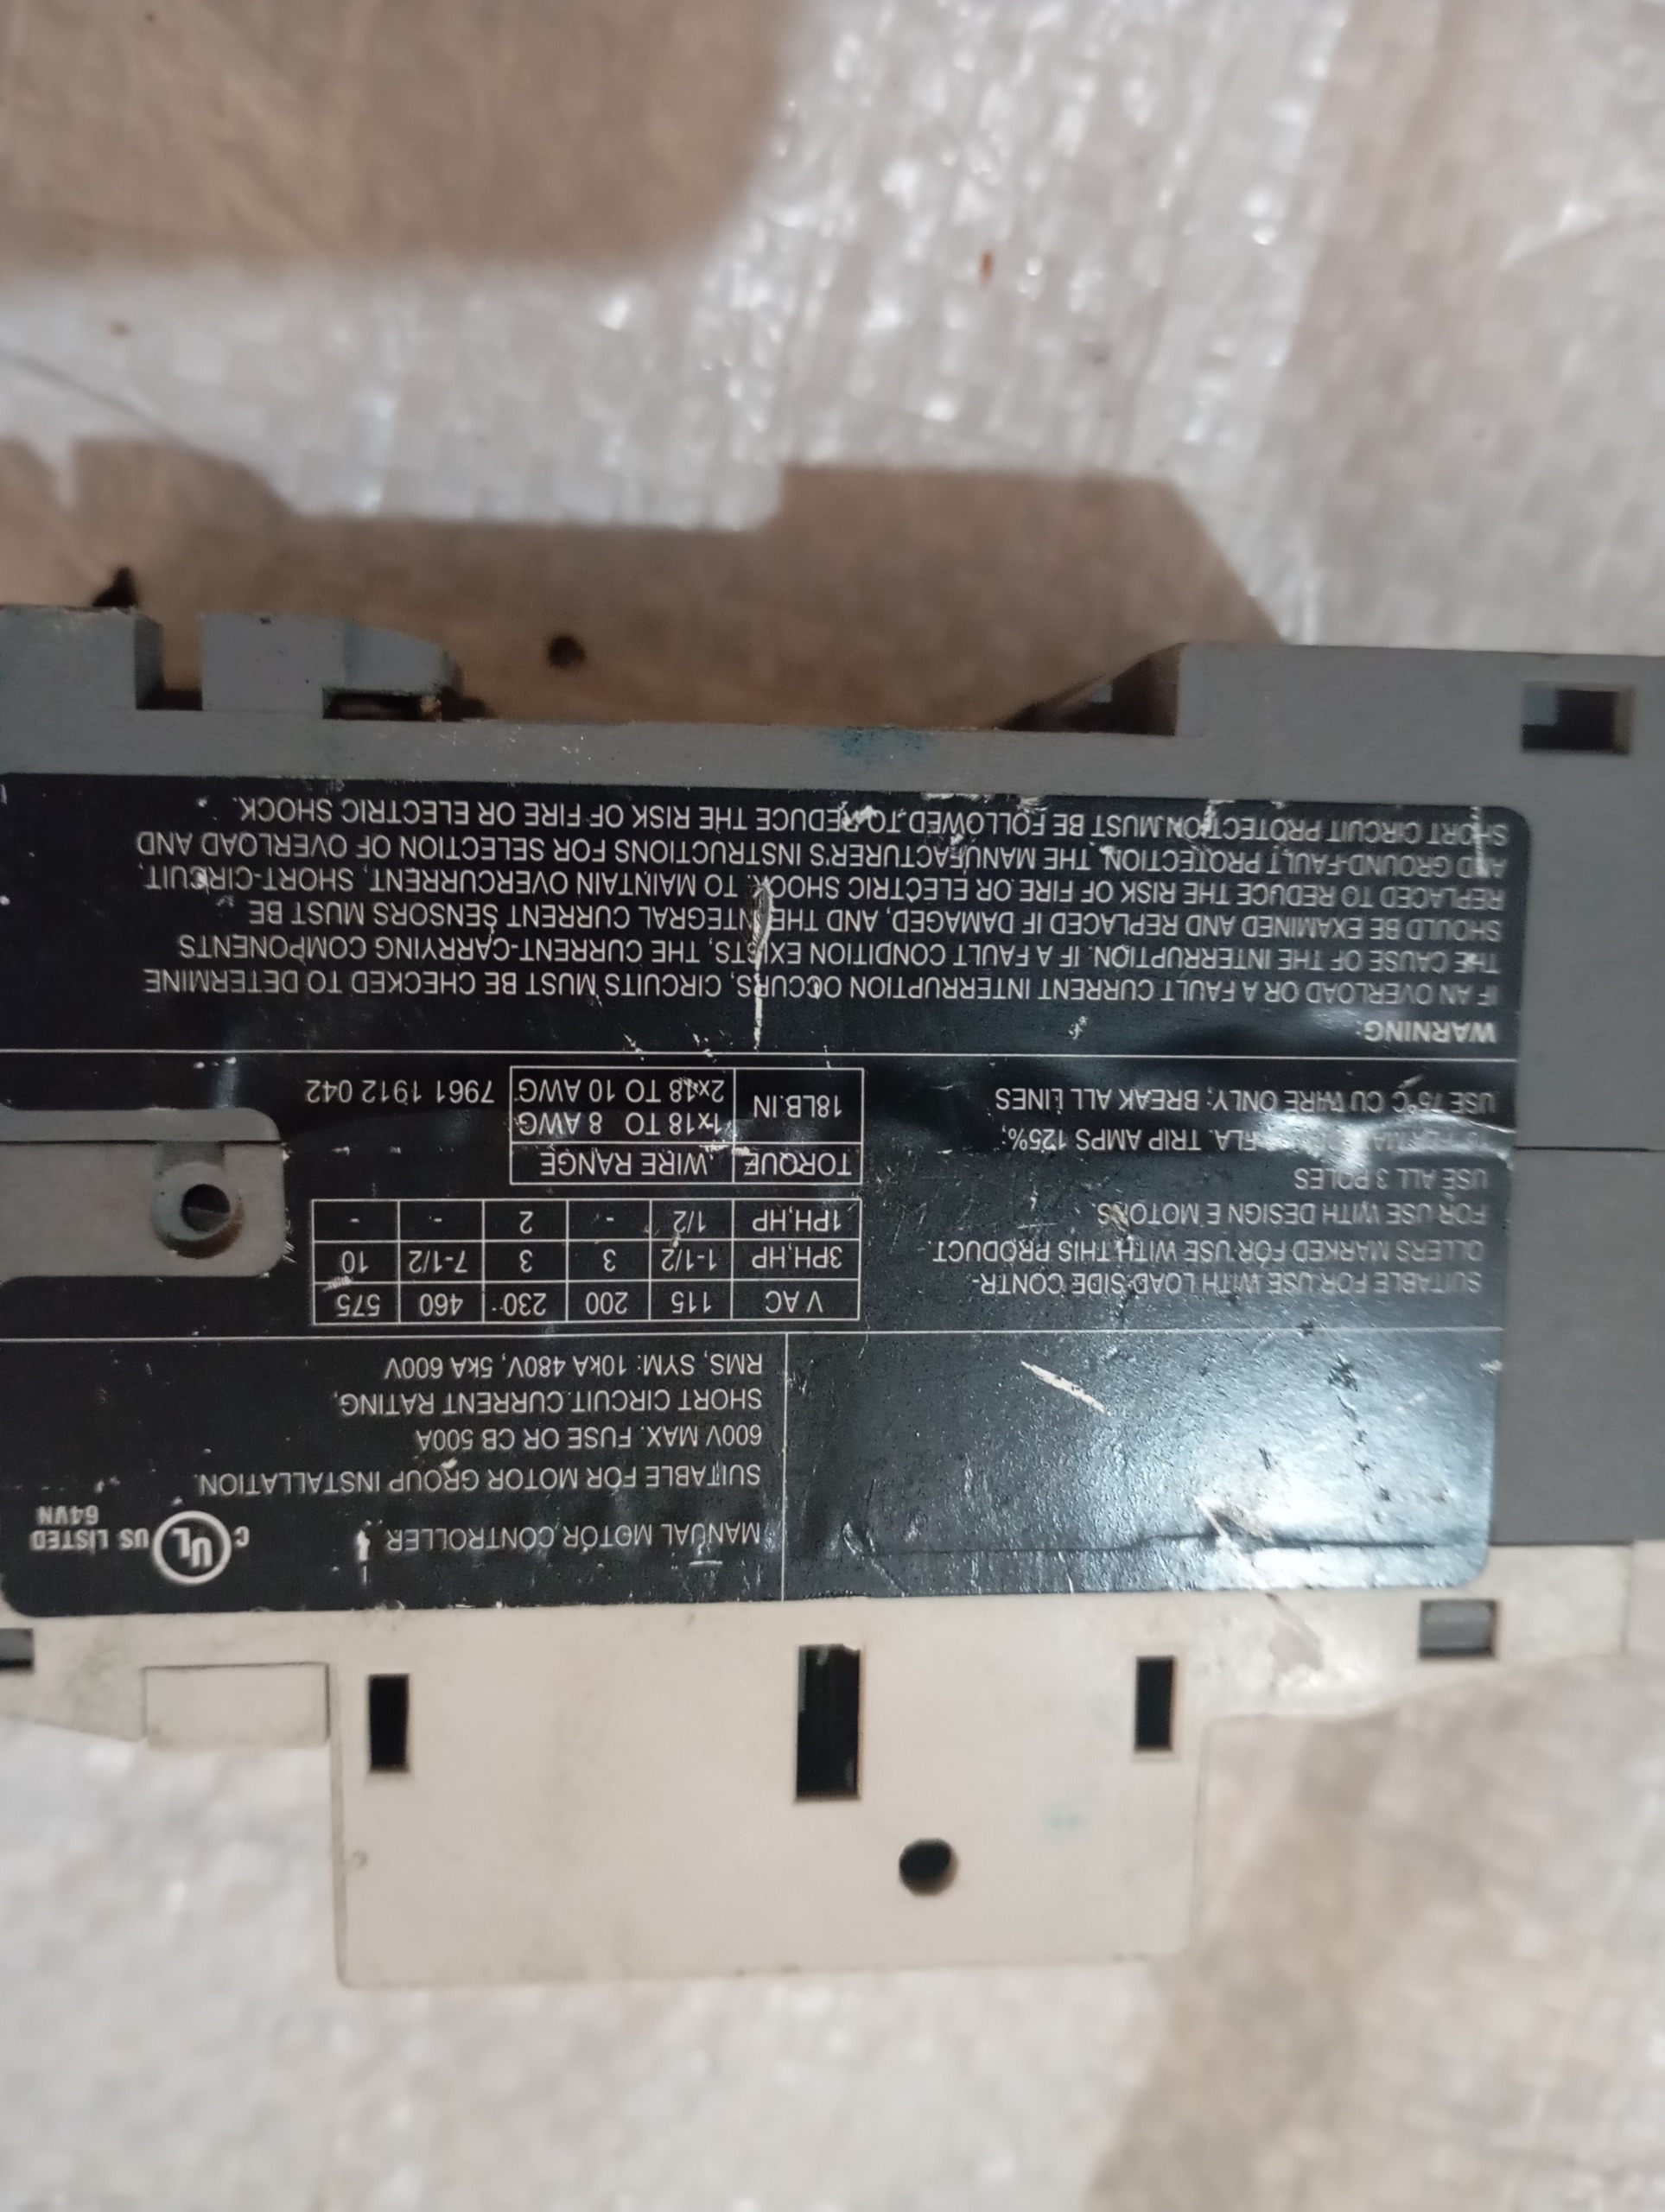 MANUAL MOTOR CONTROLLER
C UL US LISTED
64VN
SUITABLE FOR MOTOR GROUP INSTALLATION
600V MAX. FUSE OR CB 500A
SHORT CIRCUIT CURRENT RATING,
RMS, SYM: 10kA 480V, 5kA 600V
SUITABLE FOR USE WITH LOAD SIDE CONTR-
OLLERS MARKED FOR USE WITH THIS PRODUCT
FOR USE WITH DESIGN E MOTORS
USE ALL 3 POLES
FLA. TRIP AMPS 125%;
USE 75°C CU WIRE ONLY; BREAK ALL LINES
V AC 115 200 230 460 575
3PH,HP 1-1/2 3 3 7-1/2 10
1PH,HP 1/2 - 2 - -
TORQUE WIRE RANGE
18LB.IN 1x18 TO 8 AWG
2x18 TO 10 AWG
7961 1912 042
WARNING:
IF AN OVERLOAD OR A FAULT CURRENT INTERRUPTION OCCURS, CIRCUITS MUST BE CHECKED TO DETERMINE
THE CAUSE OF THE INTERRUPTION. IF A FAULT CONDITION EXISTS, THE CURRENT-CARRYING COMPONENTS
SHOULD BE EXAMINED AND REPLACED IF DAMAGED, AND THE INTEGRAL CURRENT SENSORS MUST BE
REPLACED TO REDUCE THE RISK OF FIRE OR ELECTRIC SHOCK. TO MAINTAIN OVERCURRENT, SHORT-CIRCUIT,
AND GROUND-FAULT PROTECTION, THE MANUFACTURER'S INSTRUCTIONS FOR SELECTION OF OVERLOAD AND
SHORT CIRCUIT PROTECTION MUST BE FOLLOWED TO REDUCE THE RISK OF FIRE OR ELECTRIC SHOCK.